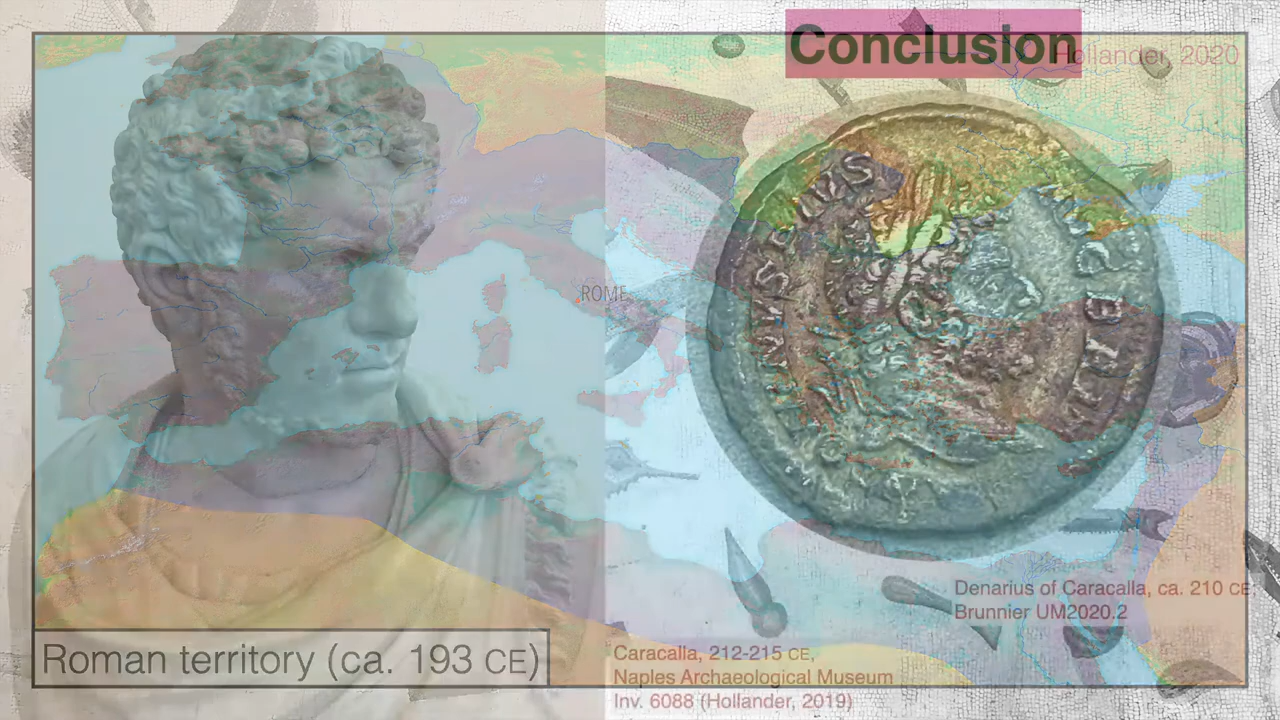 Conclusion
Hollander, 2020
ROME
Denarius of Caracalla, ca. 210 CE,
Brunnier UM2020.2
Roman territory (ca. 193 CE)
Caracalla, 212-215 CE,
Naples Archaeological Museum
Inv. 6088 (Hollander, 2019)